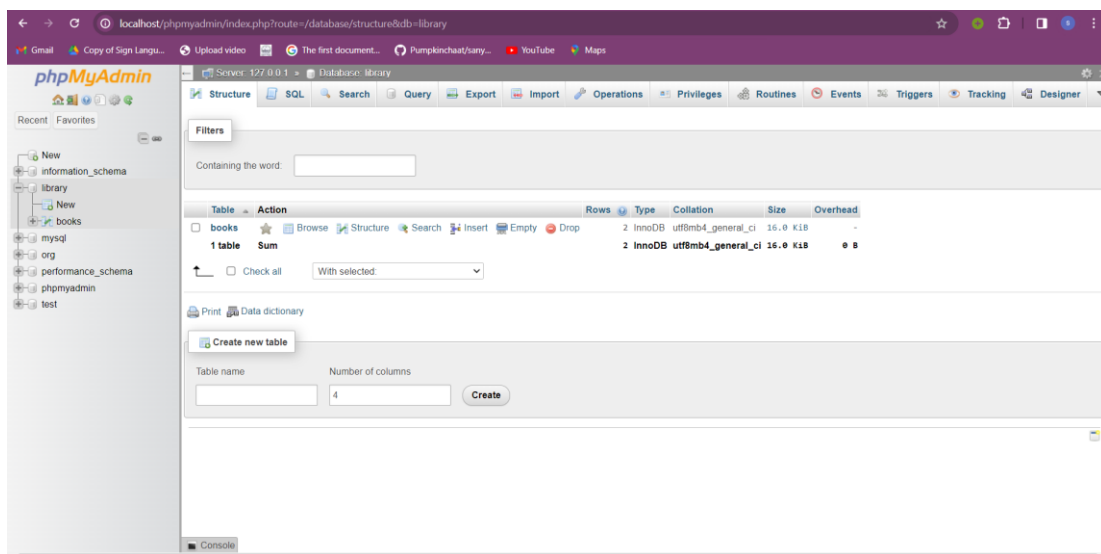 localhost/phpmyadmin/index.php?route=/database/structure&db=library
Gmail Copy of Sign Langu... Upload video The first document... Pumpkinchaat/sany... YouTube Maps
phpMyAdmin
Recent Favorites
New
information_schema
library
New
books
mysql
org
performance_schema
phpmyadmin
test
Server: 127.0.0.1 » Database: library
Structure SQL Search Query Export Import Operations Privileges Routines Events Triggers Tracking Designer
Filters
Containing the word:
Table Action Rows Type Collation Size Overhead
books Browse Structure Search Insert Empty Drop 2 InnoDB utf8mb4_general_ci 16.0 KiB -
1 table Sum 2 InnoDB utf8mb4_general_ci 16.0 KiB 0 B
Check all With selected:
Print Data dictionary
Create new table
Table name Number of columns
4 Create
Console